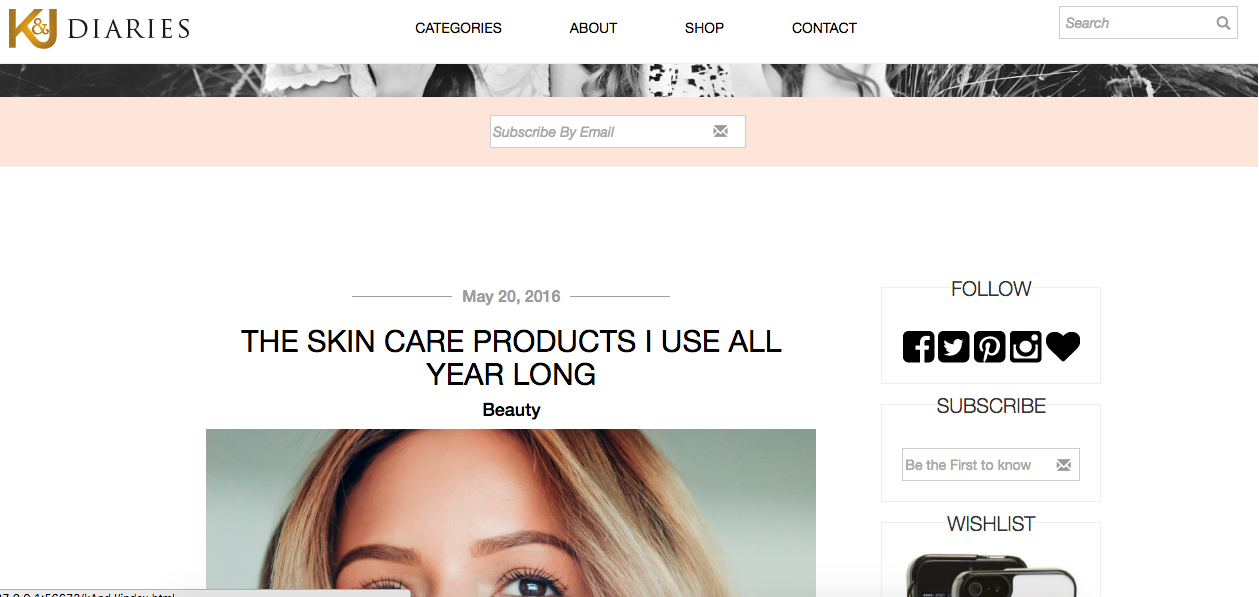 K&J DIARIES
CATEGORIES ABOUT SHOP CONTACT
Search
Subscribe By Email
May 20, 2016
THE SKIN CARE PRODUCTS I USE ALL
YEAR LONG
Beauty
FOLLOW
SUBSCRIBE
Be the First to know
WISHLIST